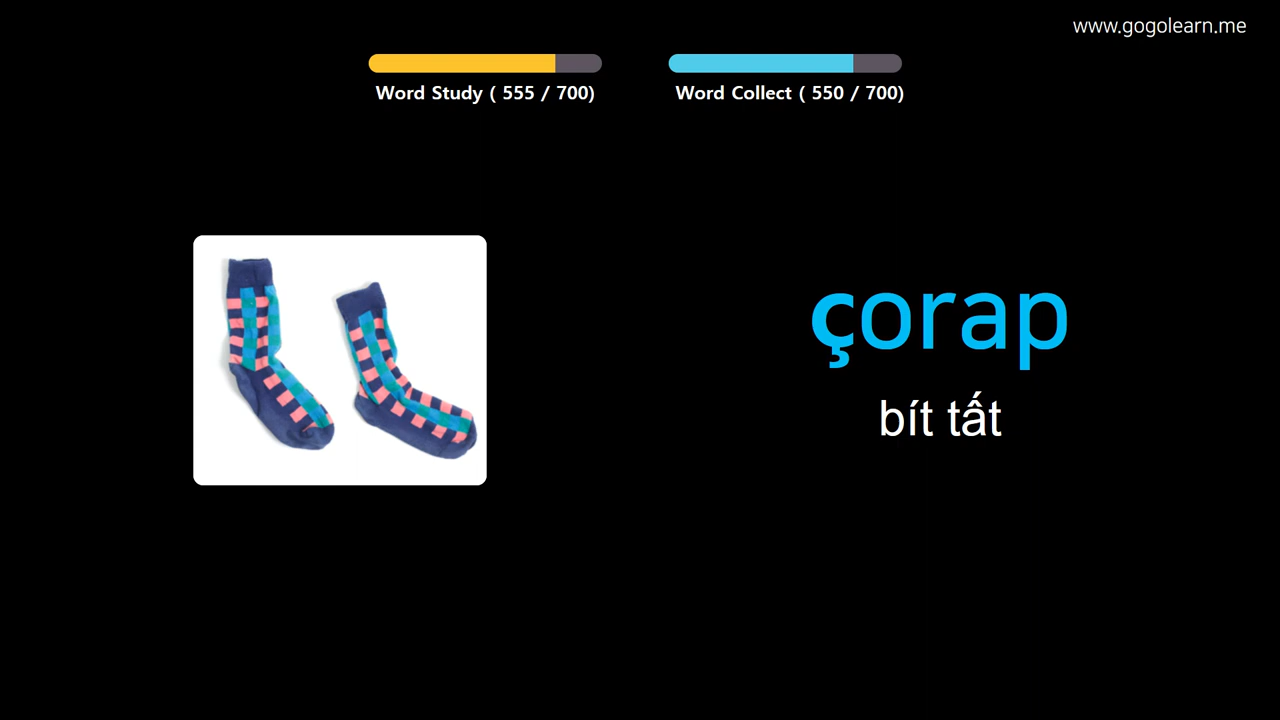 www.gogolearn.me
Word Study ( 555 / 700)
Word Collect ( 550 / 700)
çorap
bít tất